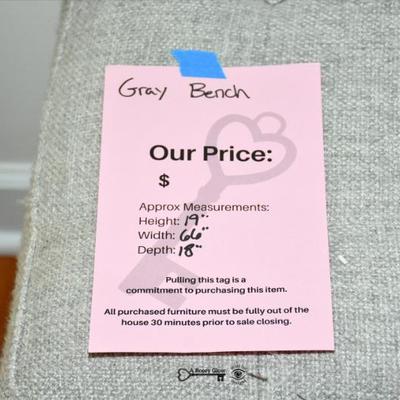 Gray Bench
Our Price:
$
Approx Measurements:
Height: 19"
Width: 66"
Depth: 18"
Pulling this tag is a
commitment to purchasing this item.
All purchased furniture must be fully out of the
house 30 minutes prior to sale closing.